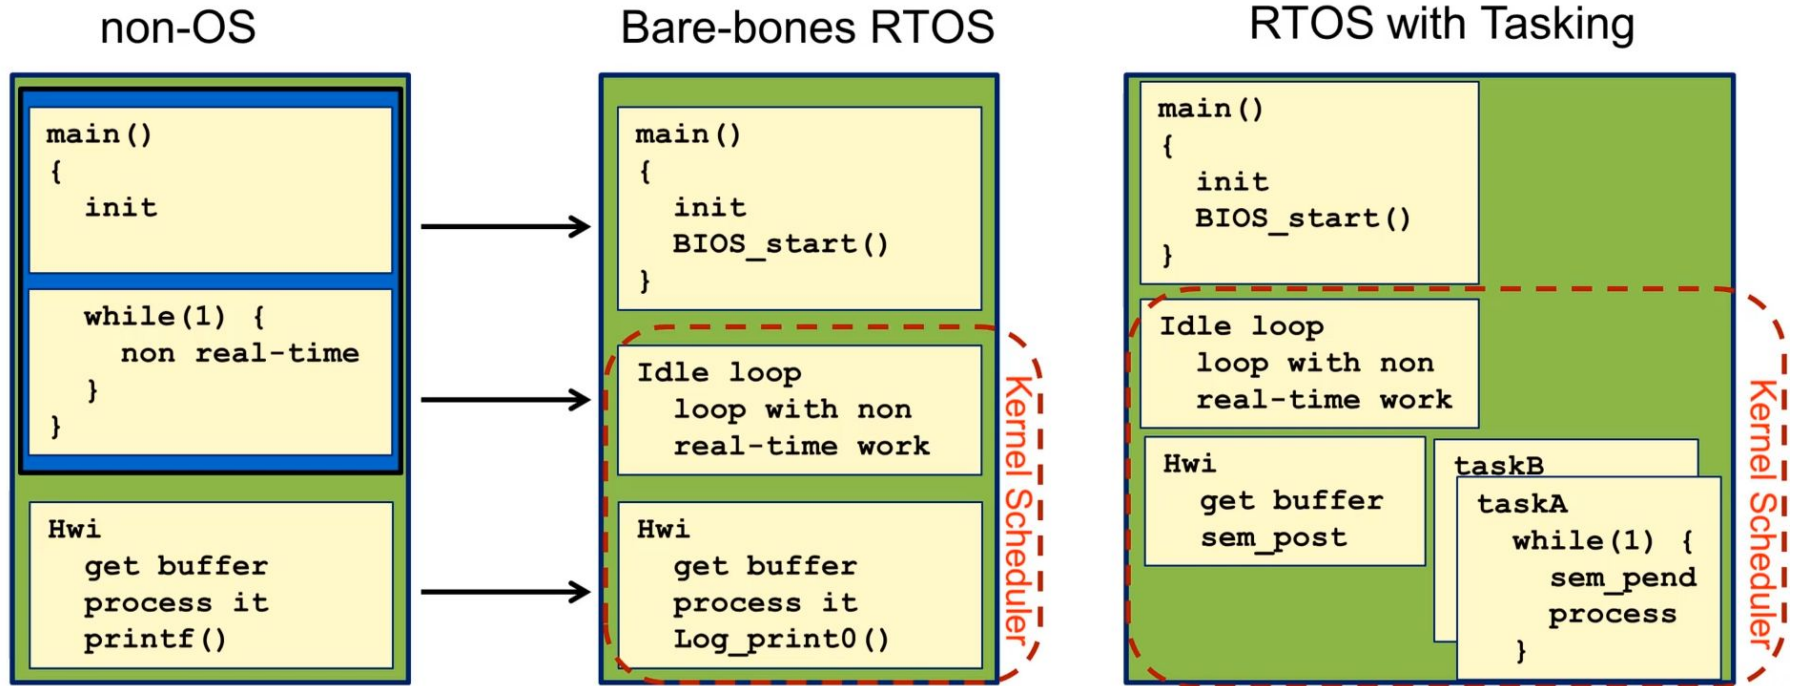 non-OS
main()
{
init
while(1) {
non real-time
}
}
Hwi
get buffer
process it
printf()
Bare-bones RTOS
main()
{
init
BIOS_start()
}
Idle loop
loop with non
real-time work
Hwi
get buffer
process it
Log_print0()
Kernel Scheduler
RTOS with Tasking
main()
{
init
BIOS_start()
}
Idle loop
loop with non
real-time work
Hwi
get buffer
sem_post
taskB
taskA
while(1) {
sem_pend
process
}
Kernel Scheduler